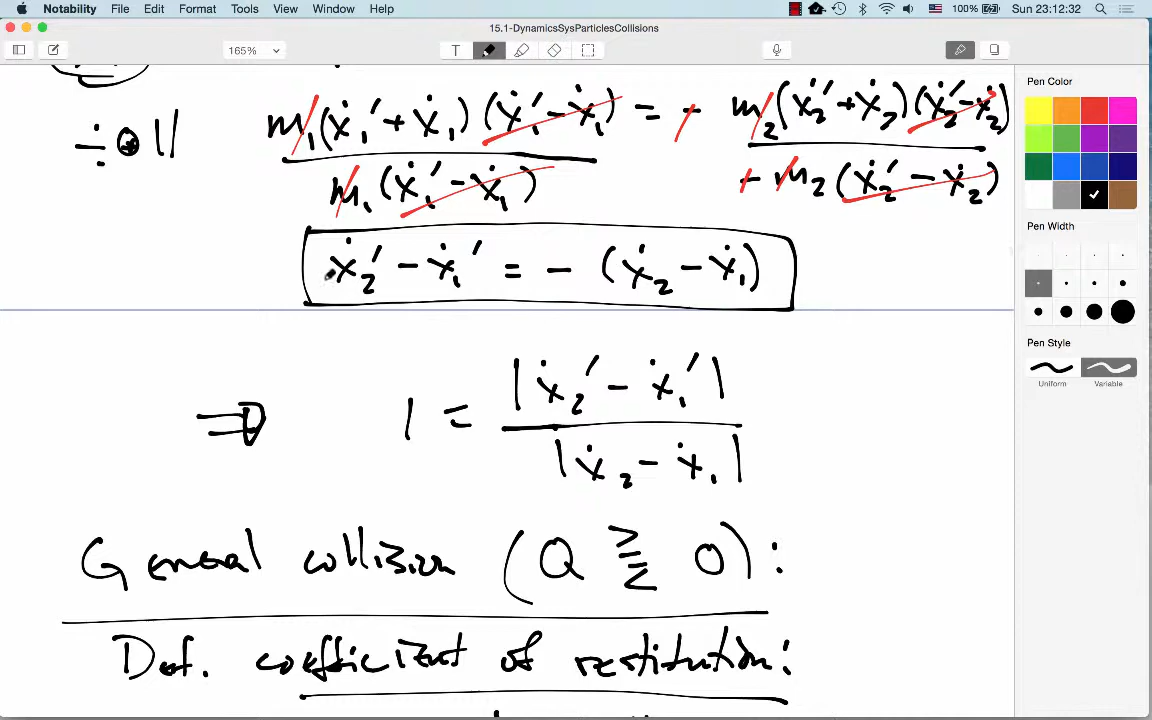 Notability File Edit Format Tools View Window Help 100% Sun 23:12:32
15.1-DynamicsSysParticlesCollisions
165%
T
÷ 11 m₁(ẋ₁′ + ẋ₁)(ẋ₁′ − ẋ₁) = − m₂(ẋ₂′ + ẋ₂)(ẋ₂′ − ẋ₂)
m₁(ẋ₁′ − ẋ₁) − m₂(ẋ₂′ − ẋ₂)
ẋ₂′ − ẋ₁′ = − (ẋ₂ − ẋ₁)
⇒ 1 = |ẋ₂′ − ẋ₁′|
|ẋ₂ − ẋ₁|
General collision (Q ⪌ 0):
Def. coefficient of restitution:
Pen Color
Pen Width
Pen Style
Uniform Variable